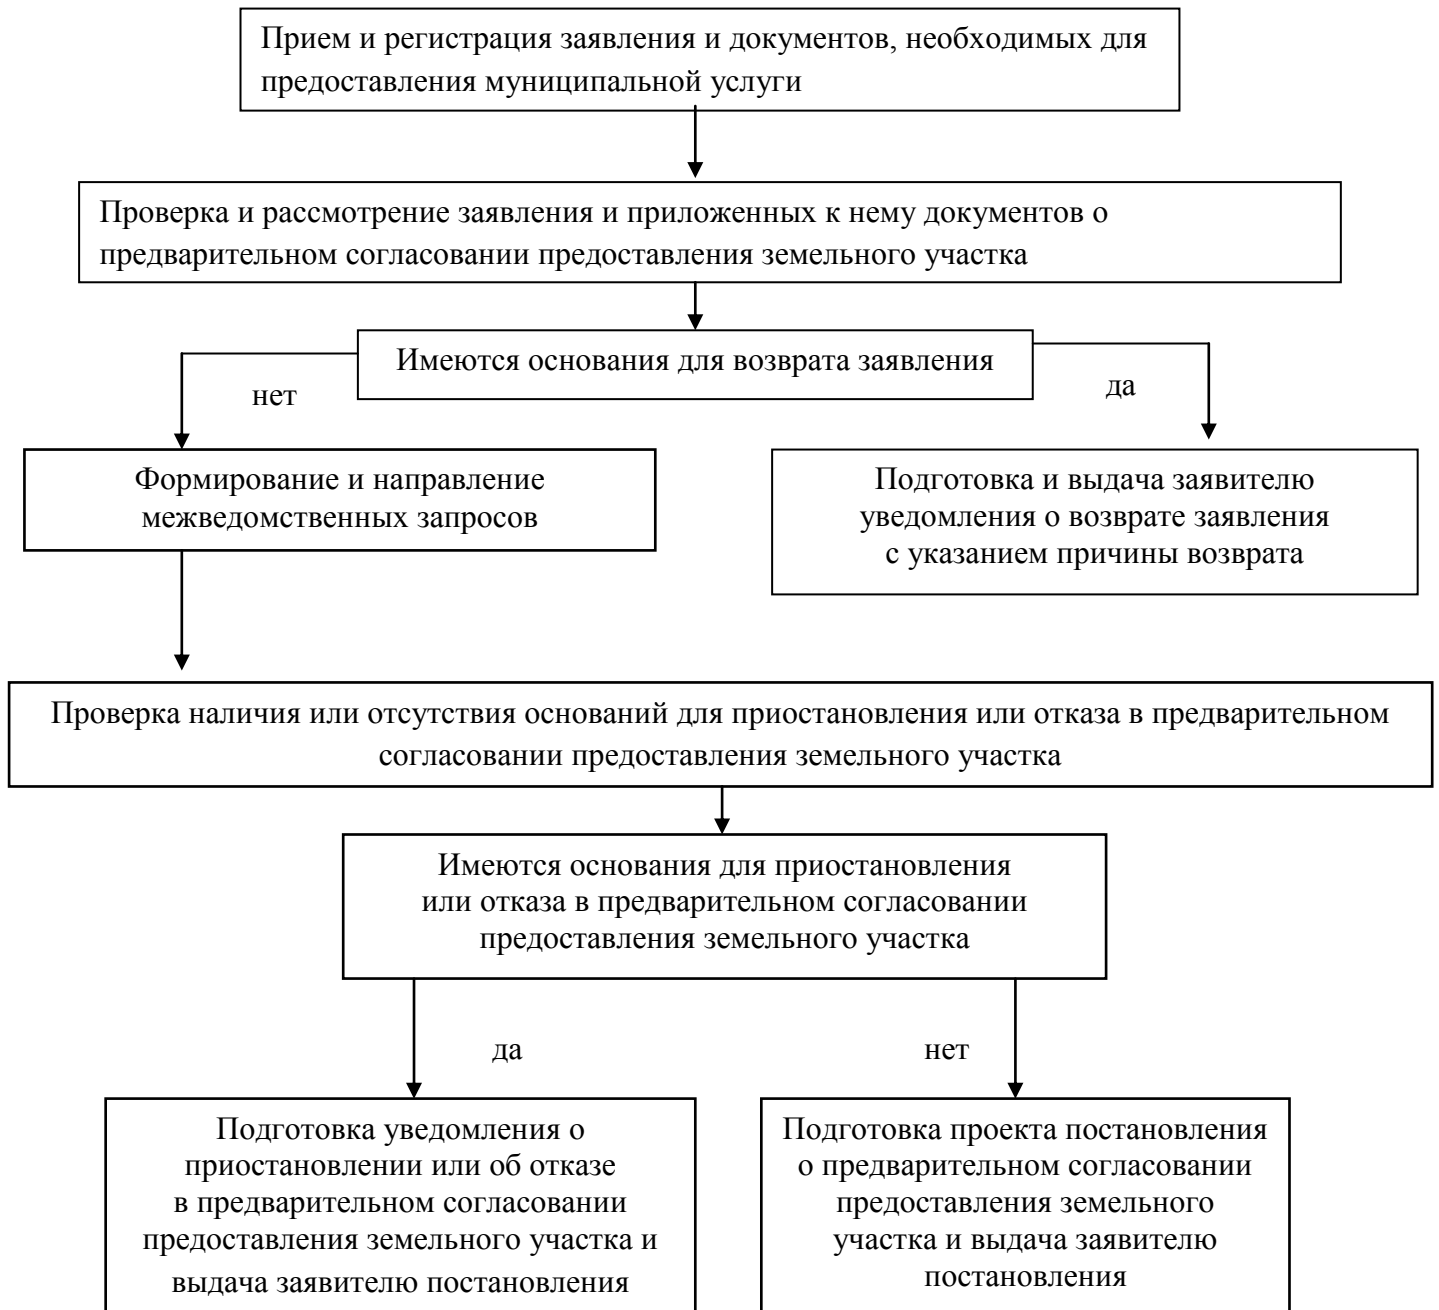 Прием и регистрация заявления и документов, необходимых для
предоставления муниципальной услуги
Проверка и рассмотрение заявления и приложенных к нему документов о
предварительном согласовании предоставления земельного участка
Имеются основания для возврата заявления
нет
да
Формирование и направление
межведомственных запросов
Подготовка и выдача заявителю
уведомления о возврате заявления
с указанием причины возврата
Проверка наличия или отсутствия оснований для приостановления или отказа в предварительном
согласовании предоставления земельного участка
Имеются основания для приостановления
или отказа в предварительном согласовании
предоставления земельного участка
да
нет
Подготовка уведомления о
приостановлении или об отказе
в предварительном согласовании
предоставления земельного участка и
выдача заявителю постановления
Подготовка проекта постановления
о предварительном согласовании
предоставления земельного
участка и выдача заявителю
постановления